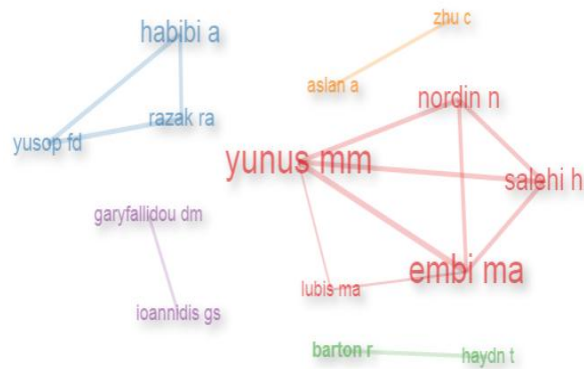 zhu c
habibi a
aslan a
nordin n
razak ra
yusop fd
yunus mm
salehi h
garyfallidou dm
embi ma
lubis ma
ioannidis gs
barton r
haydn t